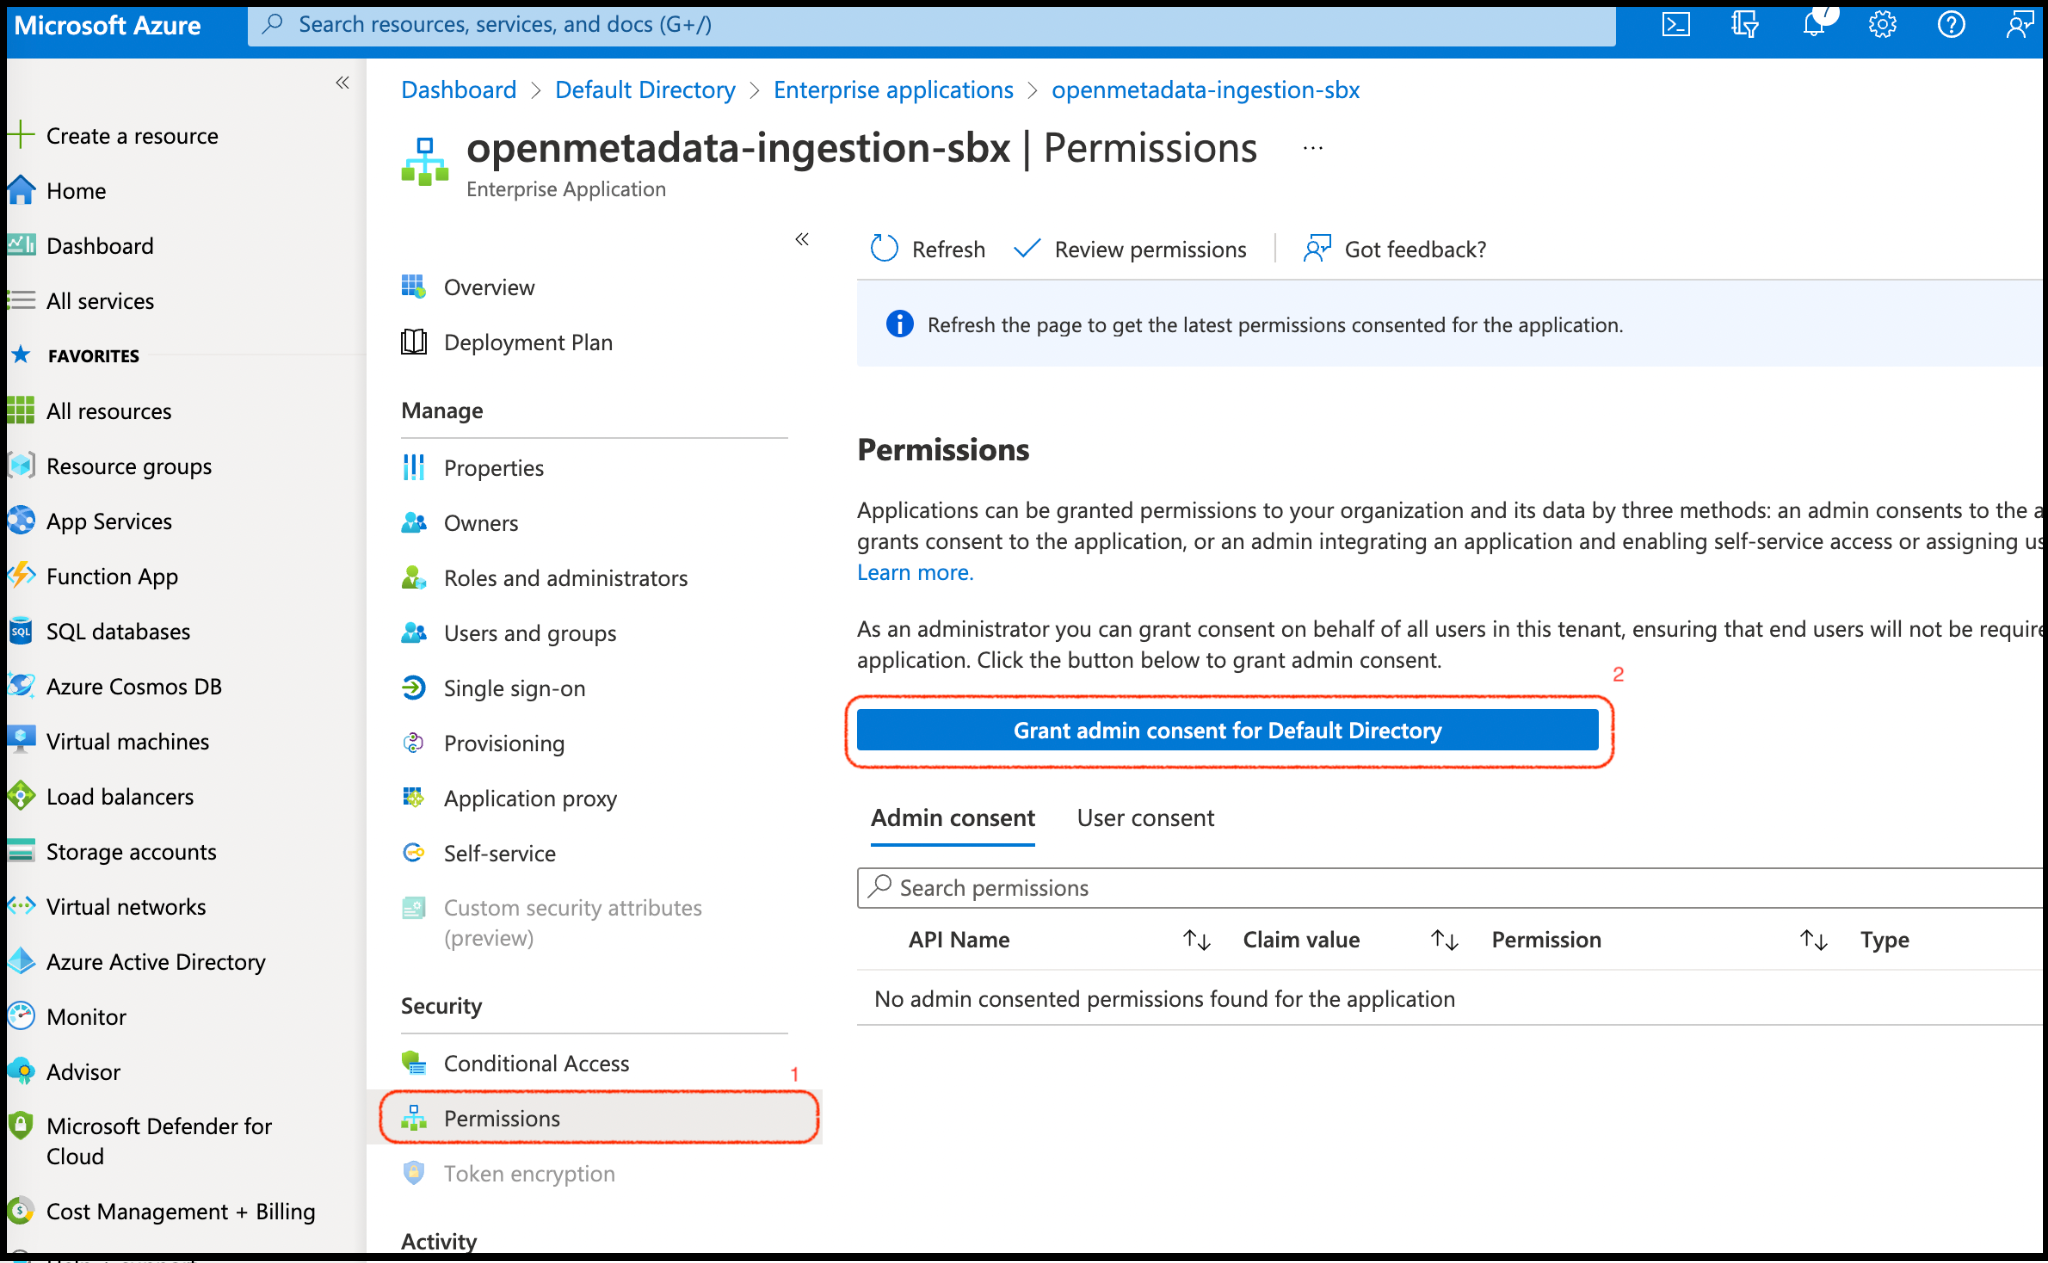 Microsoft Azure
Search resources, services, and docs (G+/)
7
Create a resource
Home
Dashboard
All services
FAVORITES
All resources
Resource groups
App Services
Function App
SQL databases
Azure Cosmos DB
Virtual machines
Load balancers
Storage accounts
Virtual networks
Azure Active Directory
Monitor
Advisor
Microsoft Defender for
Cloud
Cost Management + Billing
Dashboard > Default Directory > Enterprise applications > openmetadata-ingestion-sbx
openmetadata-ingestion-sbx | Permissions ...
Enterprise Application
Overview
Deployment Plan
Manage
Properties
Owners
Roles and administrators
Users and groups
Single sign-on
Provisioning
Application proxy
Self-service
Custom security attributes
(preview)
Security
Conditional Access
1
Permissions
Token encryption
Activity
Refresh
Review permissions
Got feedback?
Refresh the page to get the latest permissions consented for the application.
Permissions
Applications can be granted permissions to your organization and its data by three methods: an admin consents to the
grants consent to the application, or an admin integrating an application and enabling self-service access or assigning
Learn more.
As an administrator you can grant consent on behalf of all users in this tenant, ensuring that end users will not be
application. Click the button below to grant admin consent.
2
Grant admin consent for Default Directory
Admin consent
User consent
Search permissions
API Name
Claim value
Permission
Type
No admin consented permissions found for the application